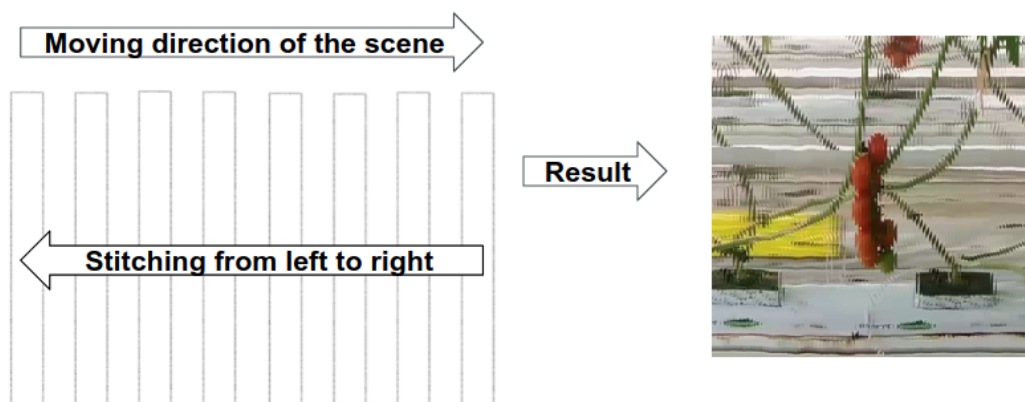 Moving direction of the scene
Result
Stitching from left to right